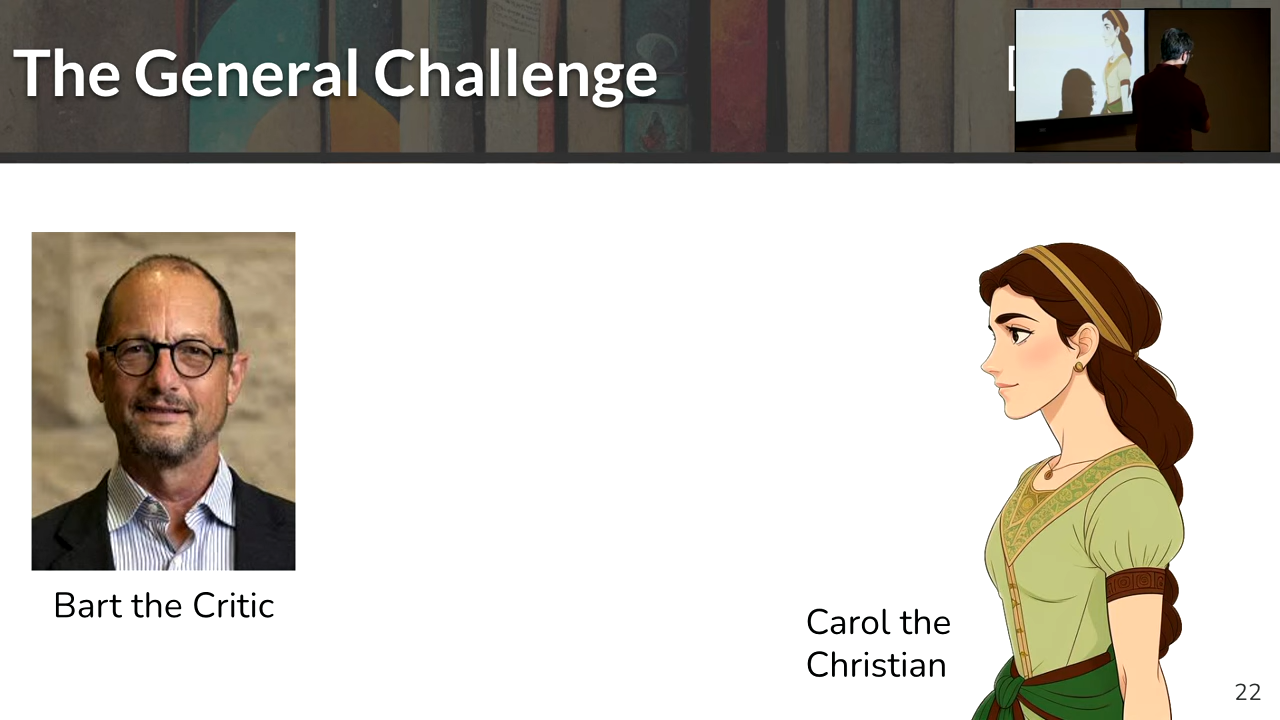 The General Challenge
Bart the Critic
Carol the
Christian
22